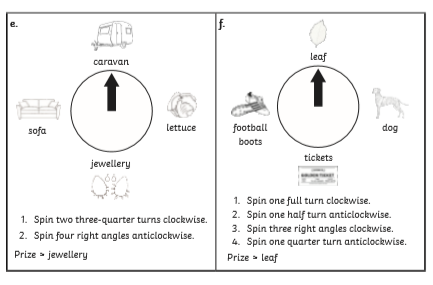 e.
caravan
sofa
lettuce
jewellery
1. Spin two three-quarter turns clockwise.
2. Spin four right angles anticlockwise.
Prize = jewellery
f.
leaf
football
boots
dog
tickets
GOLDEN TICKET
1. Spin one full turn clockwise.
2. Spin one half turn anticlockwise.
3. Spin three right angles clockwise.
4. Spin one quarter turn anticlockwise.
Prize = leaf